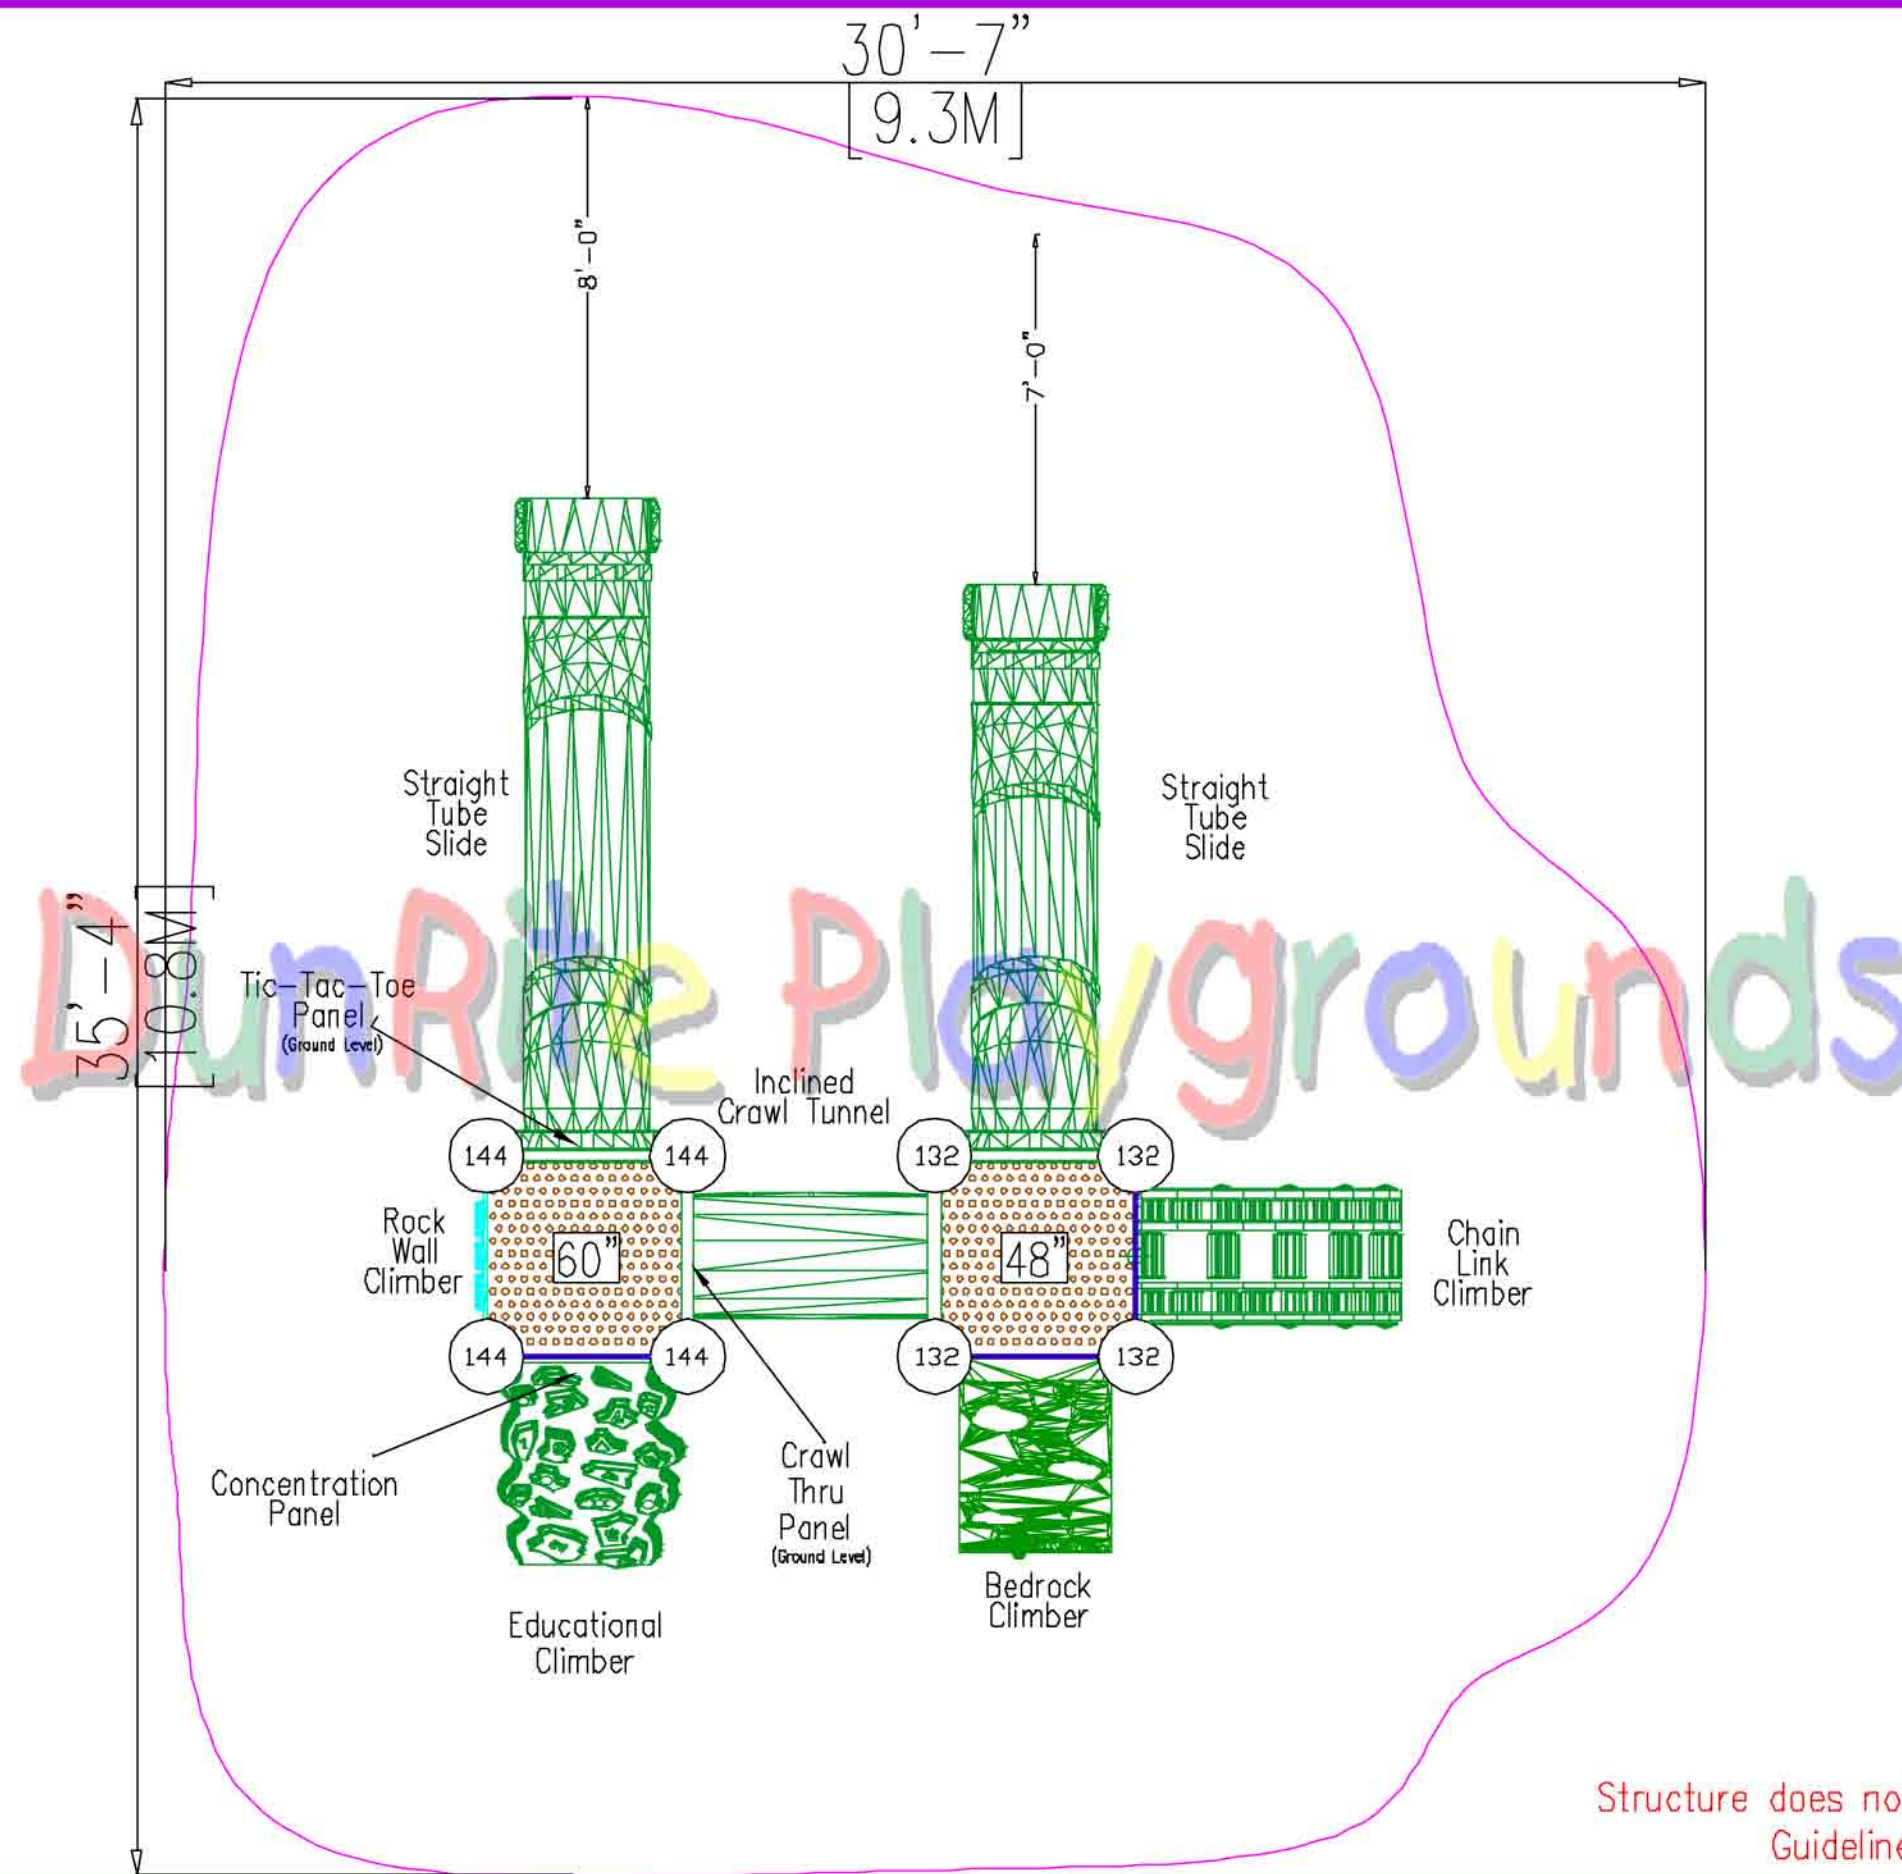 30'-7"
[9.3M]
8'-0"
7'-0"
Straight
Tube
Slide
Straight
Tube
Slide
35'-4"
[10.8M]
DunRite Playgrounds
Tic-Tac-Toe
Panel
(Ground Level)
Inclined
Crawl Tunnel
144
144
132
132
Rock
Wall
Climber
60"
48"
Chain
Link
Climber
144
144
132
132
Concentration
Panel
Crawl
Thru
Panel
(Ground Level)
Educational
Climber
Bedrock
Climber
Structure does